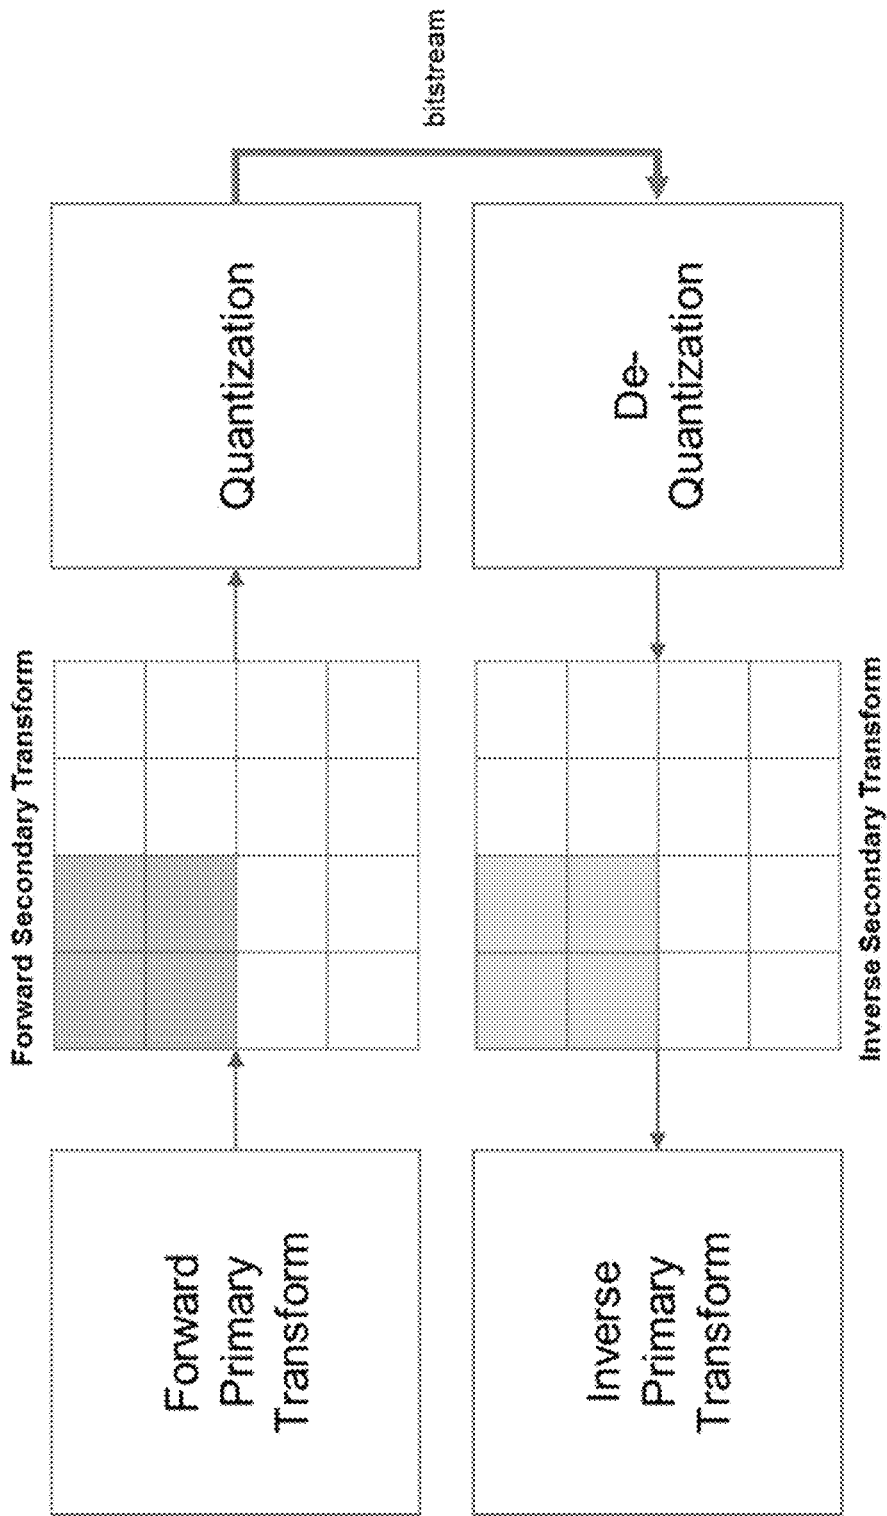 Forward Secondary Transform
Forward
Primary
Transform
Quantization
bitstream
Inverse
Primary
Transform
De-
Quantization
Inverse Secondary Transform